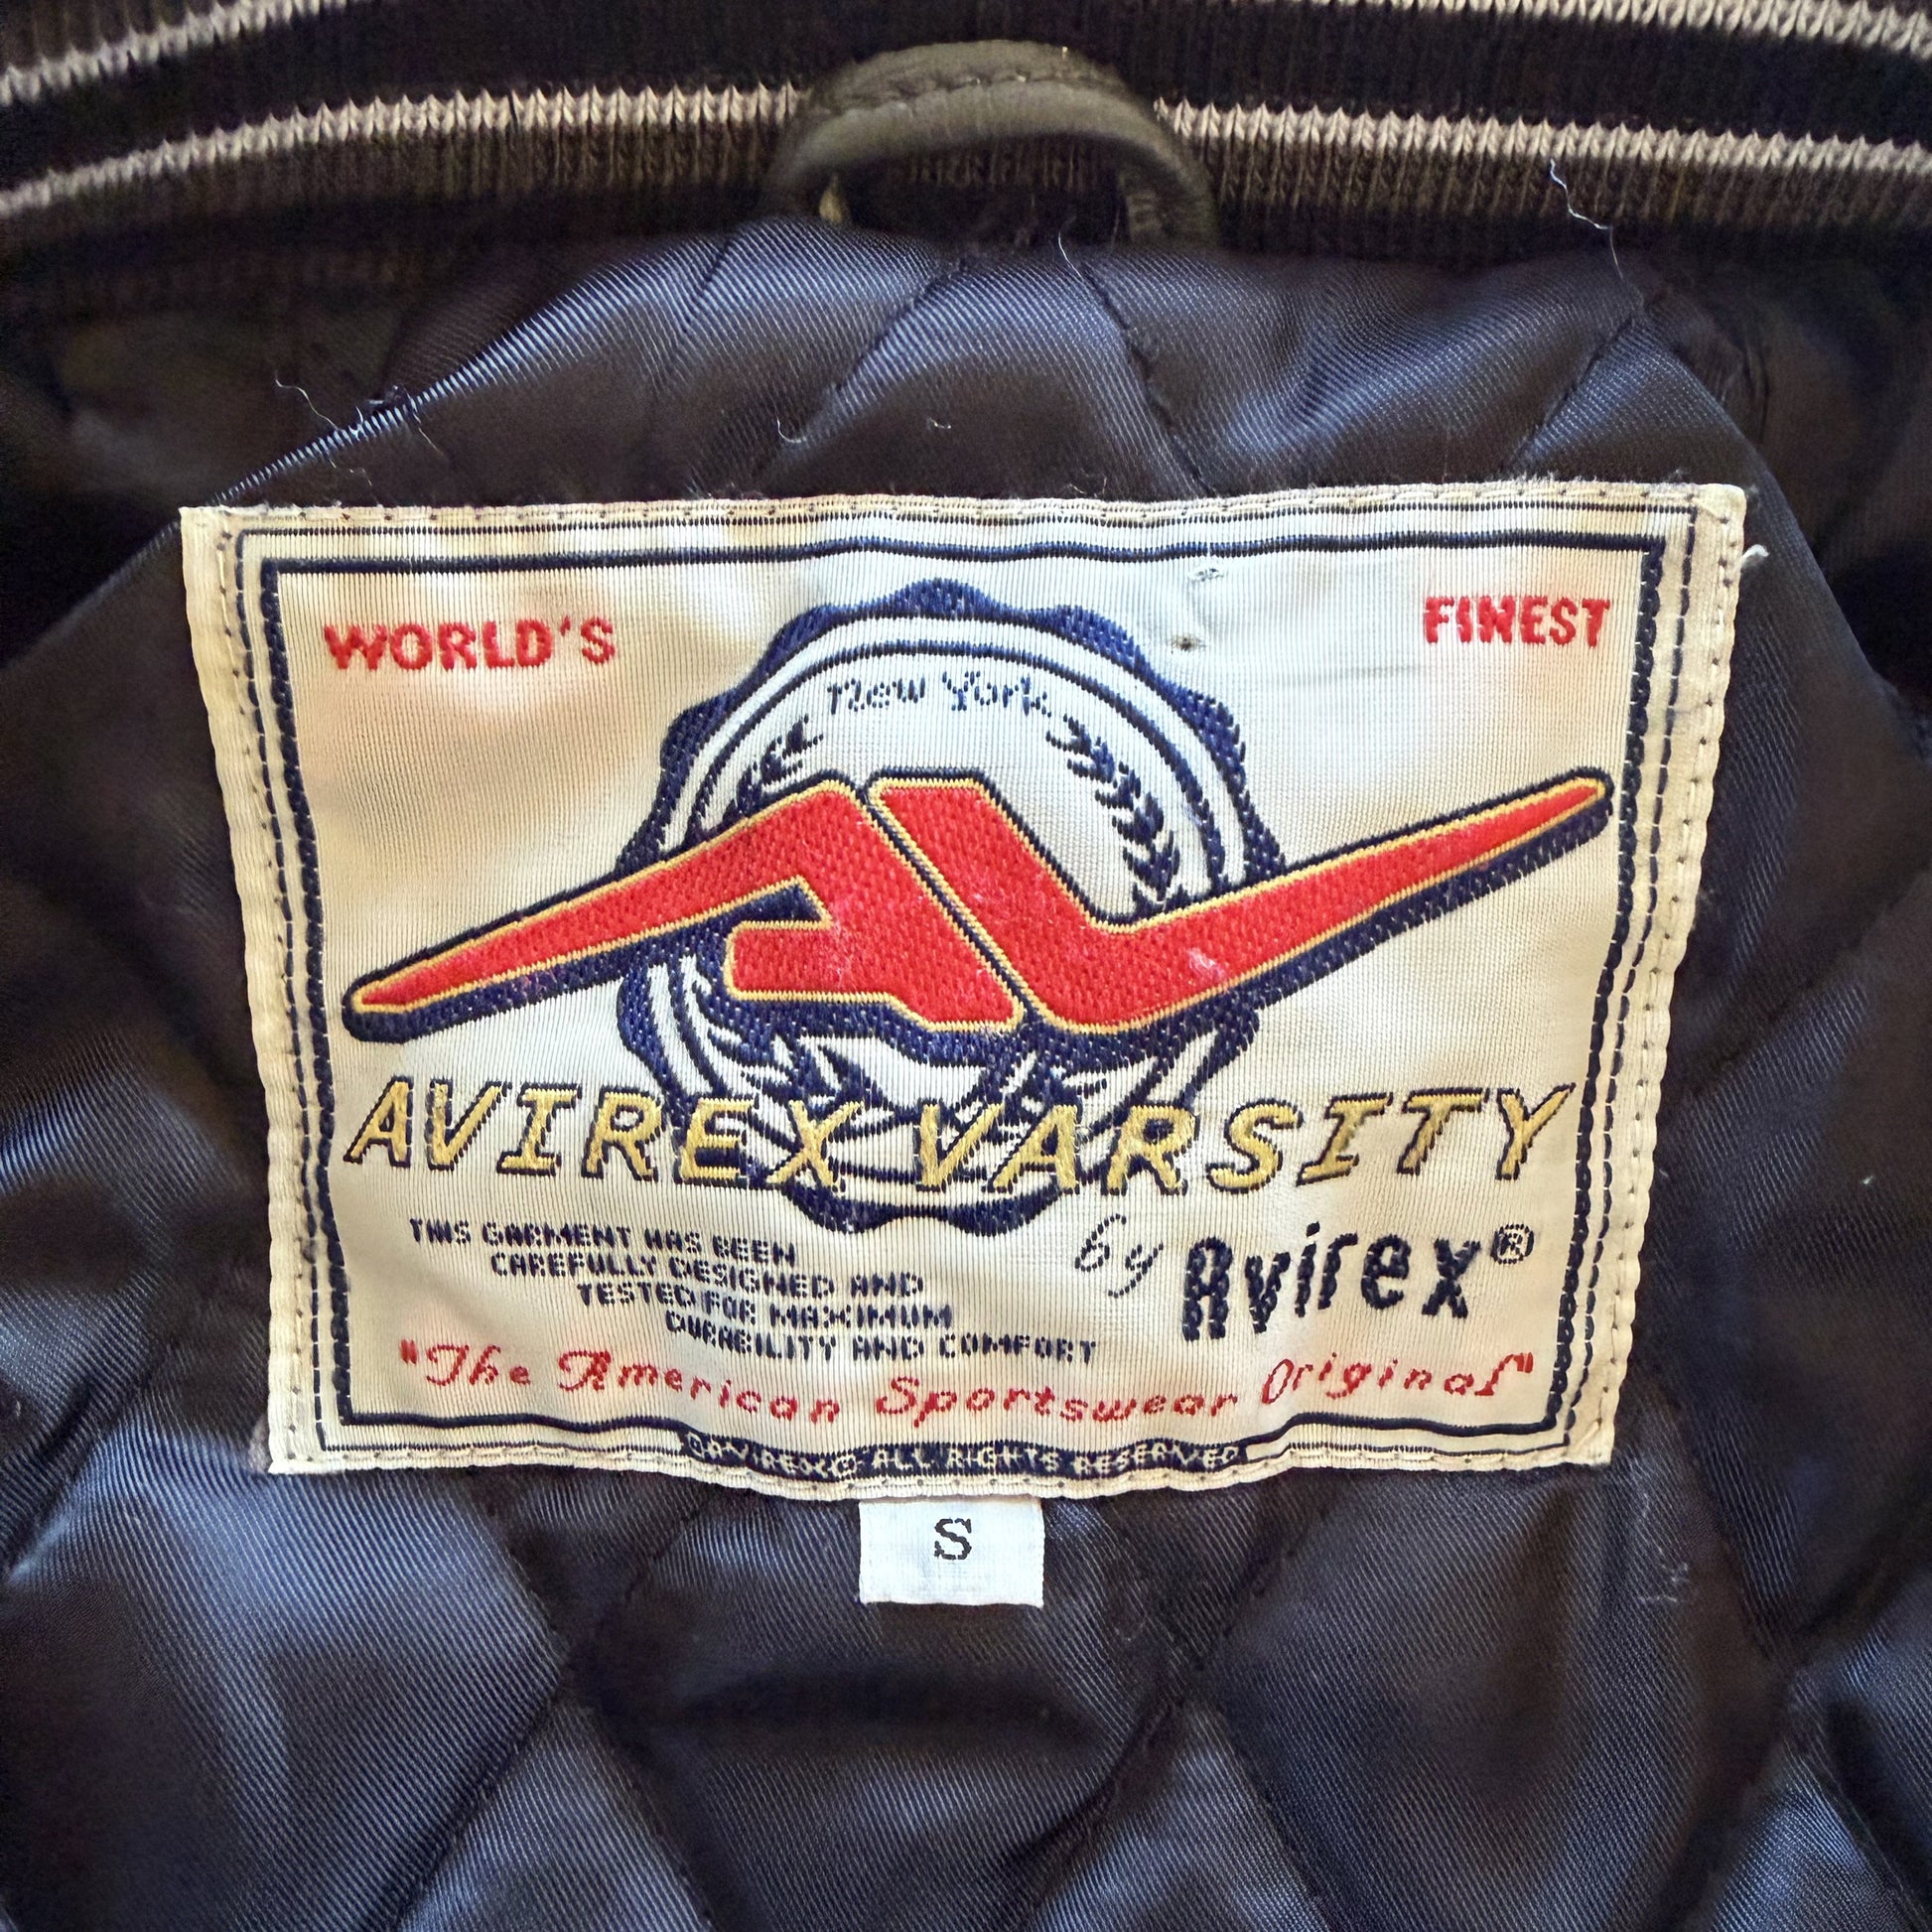 WORLD'S FINEST
New York
AVIREX VARSITY
by Avirex®
THIS GARMENT HAS BEEN
CAREFULLY DESIGNED AND
TESTED FOR MAXIMUM
DURABILITY AND COMFORT
"The American Sportswear Original"
©AVIREX© ALL RIGHTS RESERVED
S